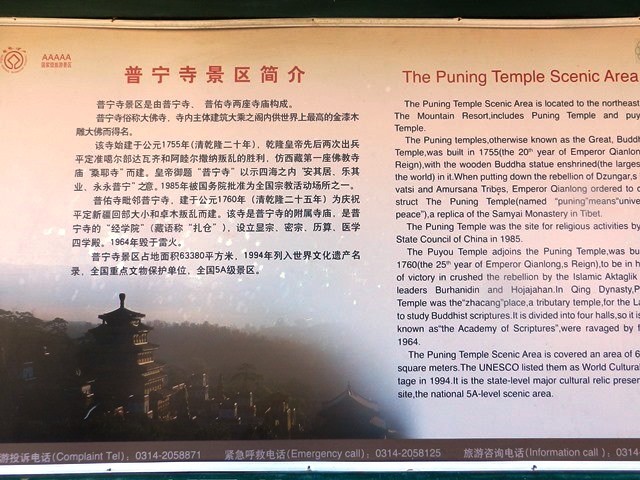 AAAAA
国家级旅游景区
普宁寺景区简介
普宁寺景区是由普宁寺、普佑寺两座寺庙构成。
普宁寺俗称大佛寺，寺内主体建筑大乘之阁内供世界上最高的金漆木
雕大佛而得名。
该寺始建于公元1755年(清乾隆二十年)，乾隆皇帝先后两次出兵
平定准噶尔部达瓦齐和阿睦尔撒纳叛乱的胜利，仿西藏第一座佛教寺
庙“桑耶寺”而建。皇帝御题“普宁寺”以示四海之内“安其居、乐其
业、永永普宁”之意。1985年被国务院批准为全国宗教活动场所之一。
普佑寺毗邻普宁寺，建于公元1760年（清乾隆二十五年）为庆祝
平定新疆回部大小和卓木叛乱而建。该寺是普宁寺的附属寺庙，是普
宁寺的“经学院”（藏语称“扎仓”），设立显宗、密宗、历算、医学
四学殿。1964年毁于雷火。
普宁寺景区占地面积63380平方米，1994年列入世界文化遗产名
录，全国重点文物保护单位，全国5A级景区。
The Puning Temple Scenic Area
The Puning Temple Scenic Area is located to the northeast
The Mountain Resort,includes Puning Temple and puy
Temple.
The Puning temples,otherwise known as the Great, Buddh
Temple,was built in 1755(the 20th year of Emperor Qianlon
Reign),with the wooden Buddha statue enshrined(the larges
the world) in it.When putting down the rebellion of Dzungar,s
vatsi and Amursana Tribes, Emperor Qianlong ordered to c
struct The Puning Temple(named "puning"means"univer
peace"),a replica of the Samyai Monastery in Tibet.
The Puning Temple was the site for religious activities by
State Council of China in 1985.
The Puyou Temple adjoins the Puning Temple,was bu
1760(the 25th year of Emperor Qianlong,s Reign),to be in h
of victory in crushed the rebellion by the Islamic Aktaglik
leaders Burhanidin and Hojajahan.In Qing Dynasty,P
Temple was the"zhacang"place,a tributary temple,for the La
to study Buddhist scriptures.It is divided into four halls,so it is
known as"the Academy of Scriptures",were ravaged by f
1964.
The Puning Temple Scenic Area is covered an area of 6
square meters.The UNESCO listed them as World Cultural
tage in 1994.It is the state-level major cultural relic preser
site,the national 5A-level scenic area.
游投诉电话(Complaint Tel)：0314-2058871 紧急呼救电话(Emergency call)：0314-2058125 旅游咨询电话(Information call )：0314-